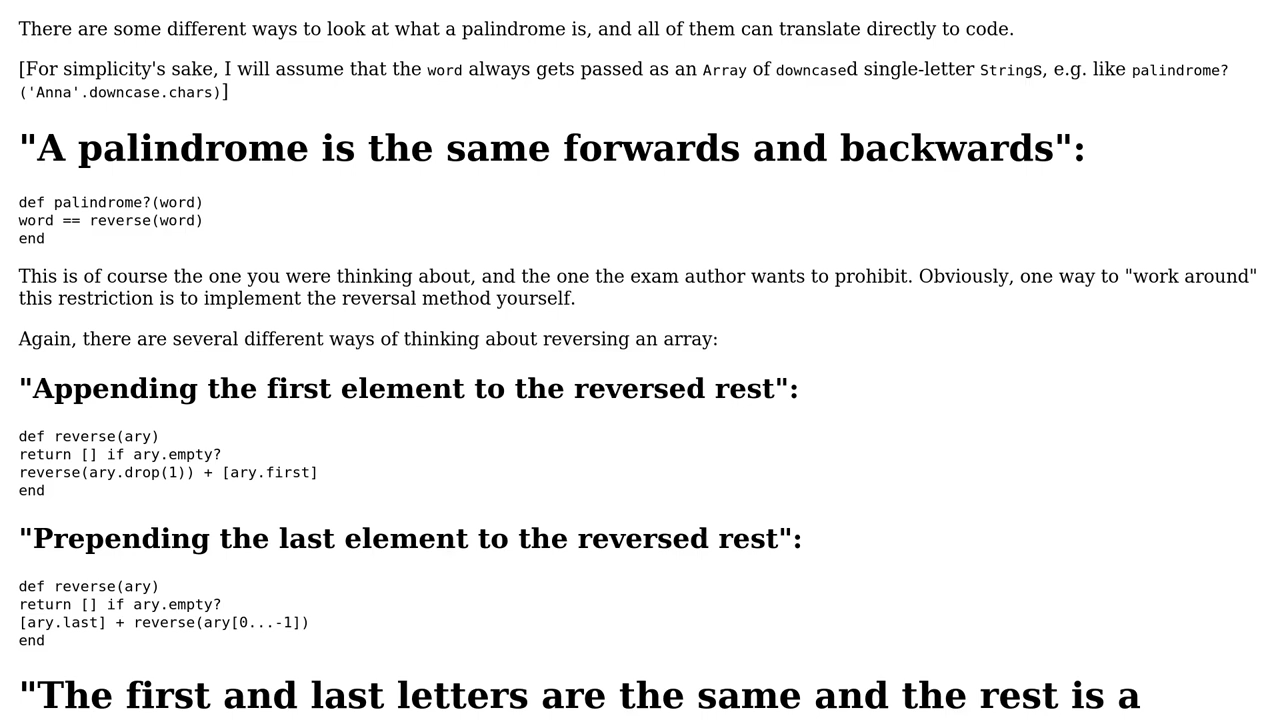 There are some different ways to look at what a palindrome is, and all of them can translate directly to code.
[For simplicity's sake, I will assume that the word always gets passed as an Array of downcased single-letter Strings, e.g. like palindrome?
('Anna'.downcase.chars)]
"A palindrome is the same forwards and backwards":
def palindrome?(word)
word == reverse(word)
end
This is of course the one you were thinking about, and the one the exam author wants to prohibit. Obviously, one way to "work around"
this restriction is to implement the reversal method yourself.
Again, there are several different ways of thinking about reversing an array:
"Appending the first element to the reversed rest":
def reverse(ary)
return [] if ary.empty?
reverse(ary.drop(1)) + [ary.first]
end
"Prepending the last element to the reversed rest":
def reverse(ary)
return [] if ary.empty?
[ary.last] + reverse(ary[0...-1])
end
"The first and last letters are the same and the rest is a